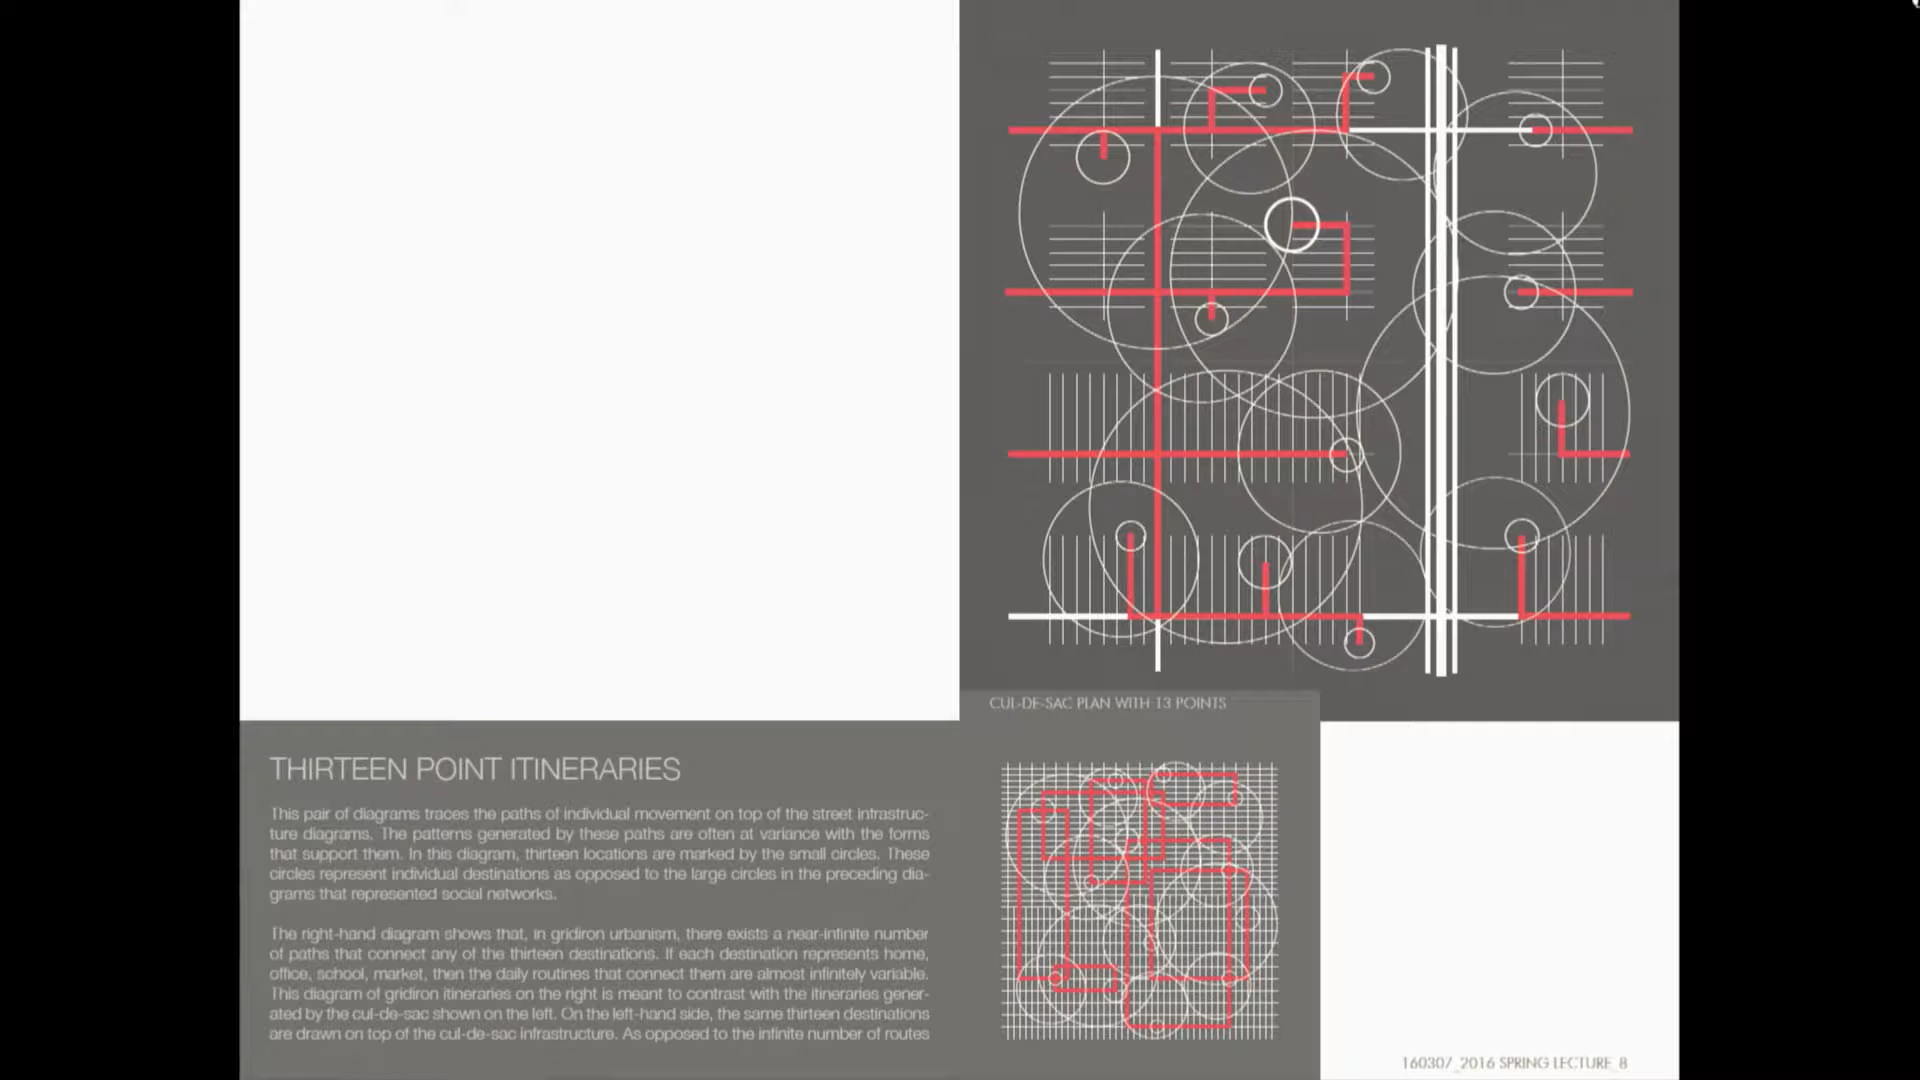 CUL-DE-SAC PLAN WITH 13 POINTS
THIRTEEN POINT ITINERARIES
This pair of diagrams traces the paths of individual movement on top of the street infrastruc-
ture diagrams. The patterns generated by these paths are often at variance with the forms
that support them. In this diagram, thirteen locations are marked by the small circles. These
circles represent individual destinations as opposed to the large circles in the preceding dia-
grams that represented social networks.
The right-hand diagram shows that, in gridiron urbanism, there exists a near-infinite number
of paths that connect any of the thirteen destinations. If each destination represents home,
office, school, market, then the daily routines that connect them are almost infinitely variable.
This diagram of gridiron itineraries on the right is meant to contrast with the itineraries gener-
ated by the cul-de-sac shown on the left. On the left-hand side, the same thirteen destinations
are drawn on top of the cul-de-sac infrastructure. As opposed to the infinite number of routes
160307_2016 SPRING LECTURE_8